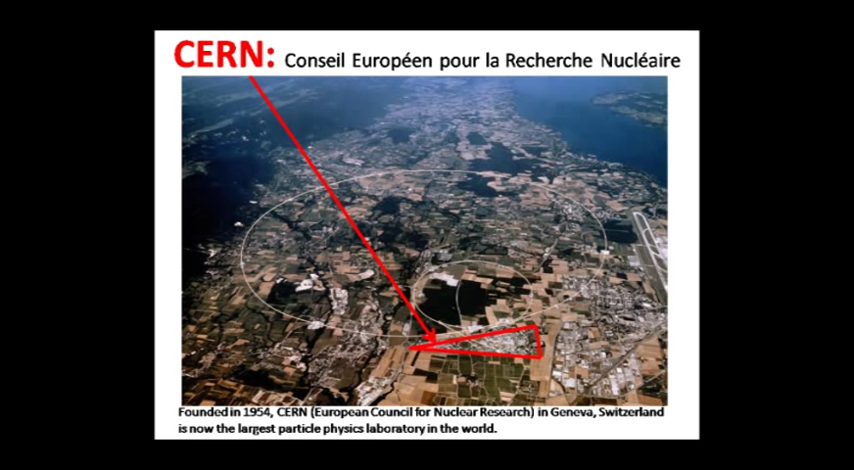 CERN: Conseil Européen pour la Recherche Nucléaire
Founded in 1954, CERN (European Council for Nuclear Research) in Geneva, Switzerland
is now the largest particle physics laboratory in the world.